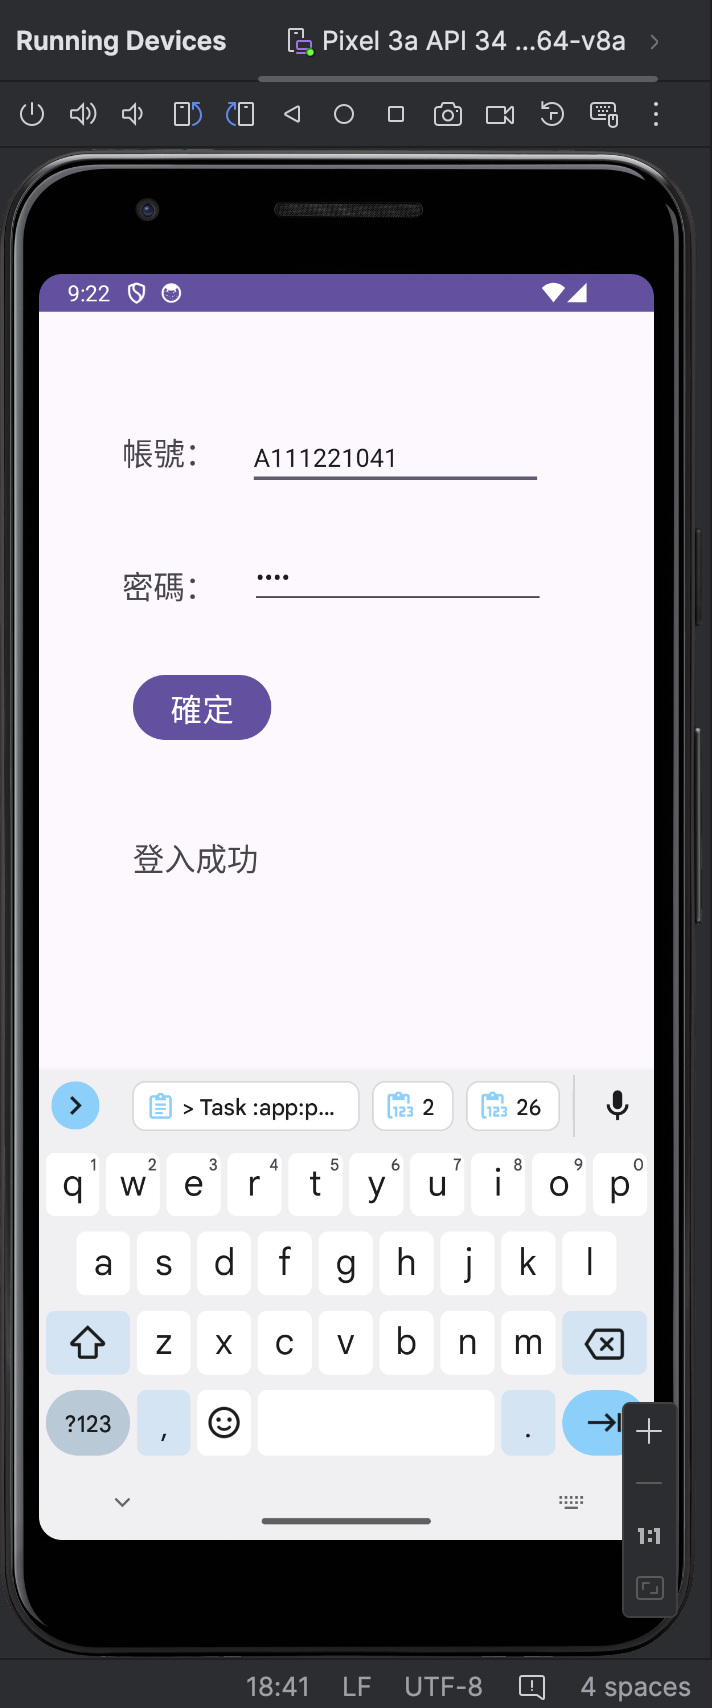 Running Devices
Pixel 3a API 34 ...64-v8a
9:22
帳號：
A111221041
密碼：
••••
確定
登入成功
> Task :app:p...
123 2
123 26
q1 w2 e3 r4 t5 y6 u7 i8 o9 p0
a s d f g h j k l
z x c v b n m
?123 , .
1:1
18:41 LF UTF-8 4 spaces